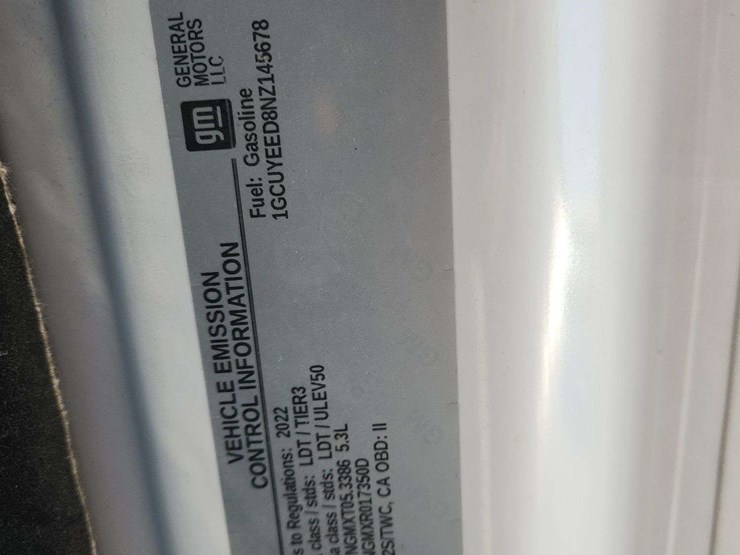 gm
GENERAL
MOTORS
LLC
VEHICLE EMISSION
CONTROL INFORMATION
Fuel: Gasoline
1GCUYEED8NZ145678
s to Regulations: 2022
class / stds: LDT / TIER3
a class / stds: LDT / ULEV50
NGMXT05.3386 5.3L
NGMXR017350D
2S/TWC, CA OBD: II